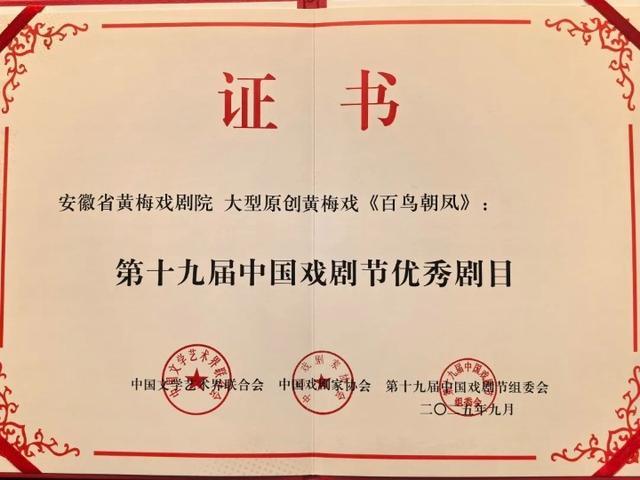 证 书
安徽省黄梅戏剧院 大型原创黄梅戏《百鸟朝凤》：
第十九届中国戏剧节优秀剧目
中国文学艺术界联合会 中国戏剧家协会 第十九届中国戏剧节组委会
二〇二五年九月